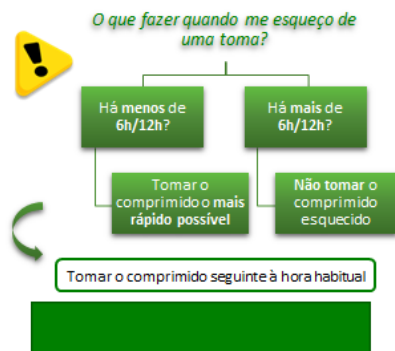 O que fazer quando me esqueço de
uma toma?
Há menos de
6h/12h?
Há mais de
6h/12h?
Tomar o
comprimido o mais
rápido possível
Não tomar o
comprimido
esquecido
Tomar o comprimido seguinte à hora habitual